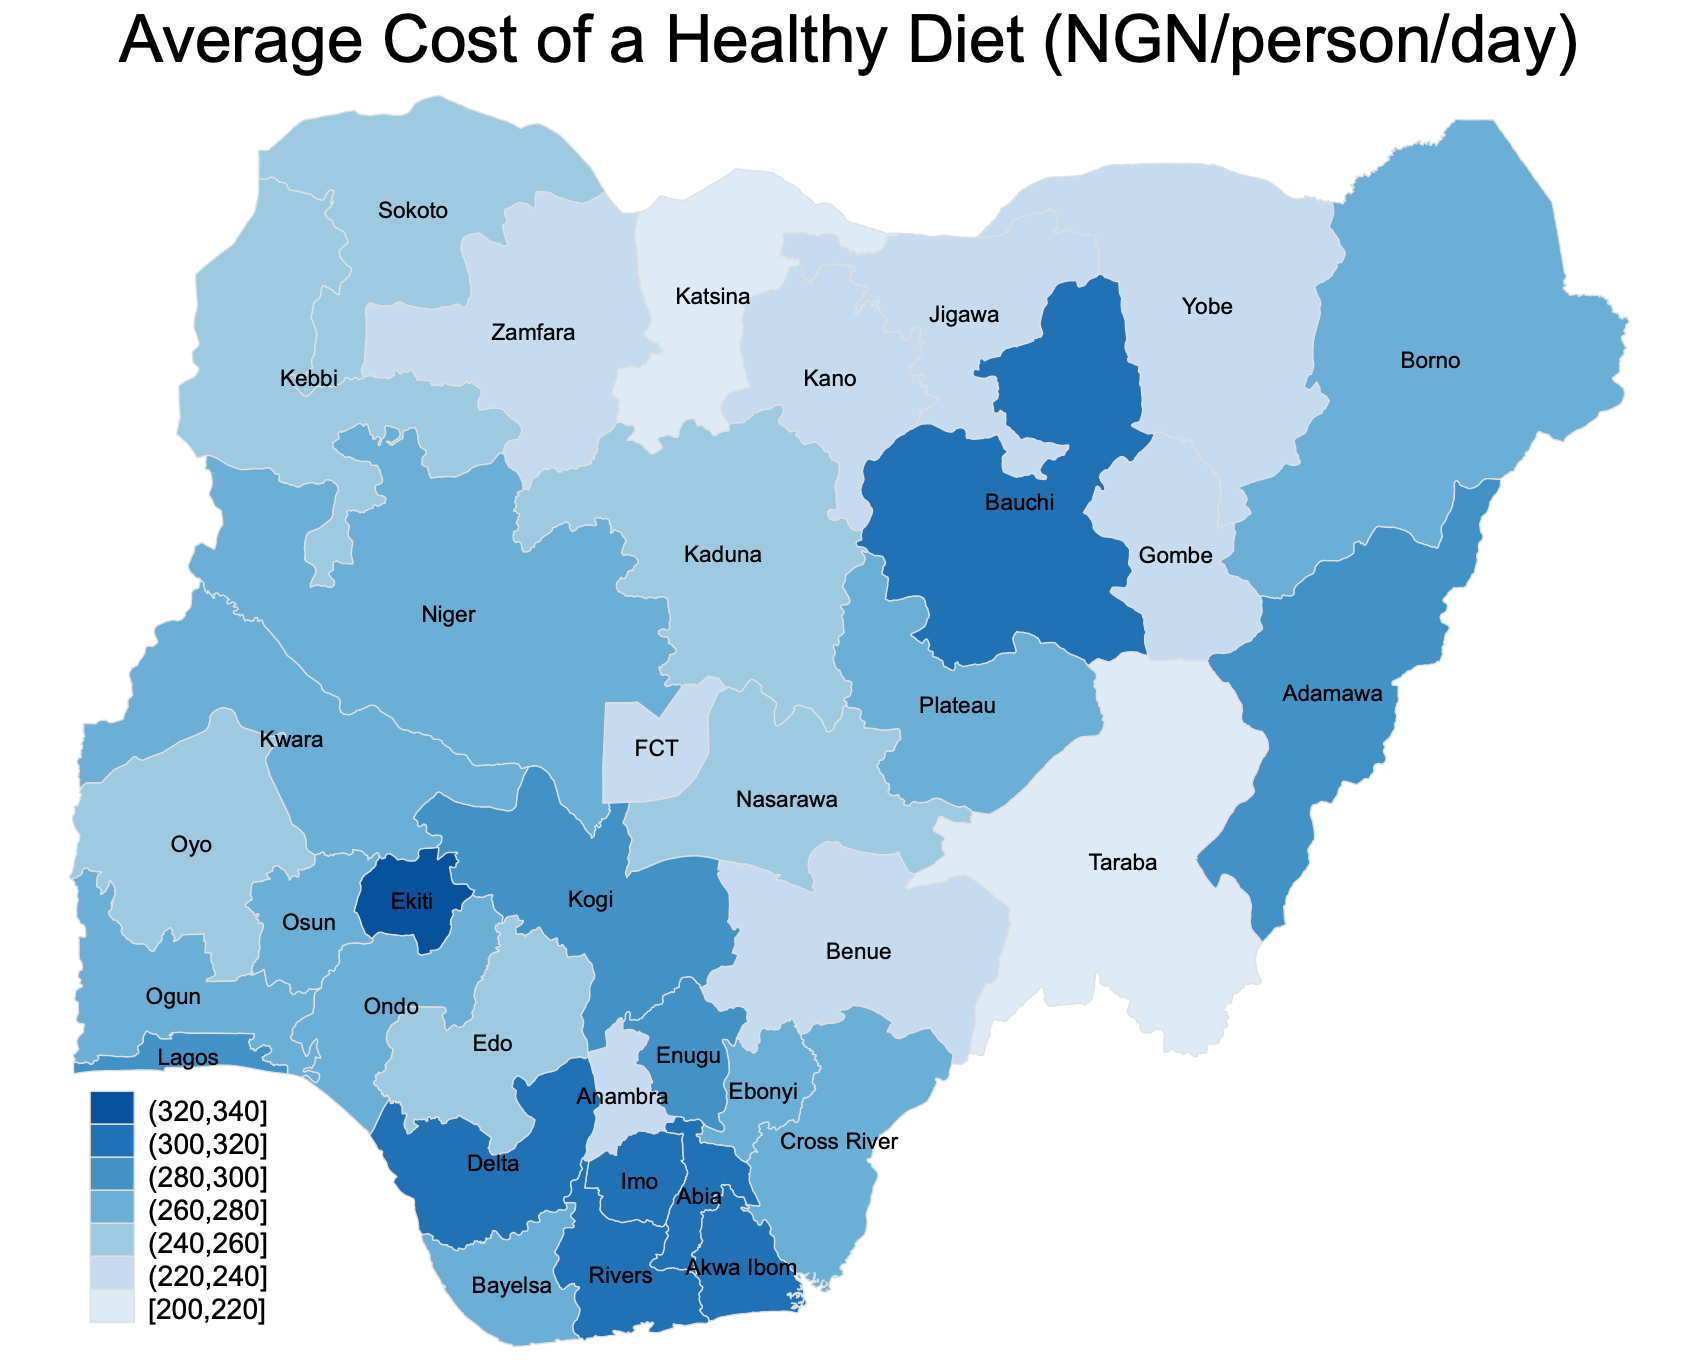 Average Cost of a Healthy Diet (NGN/person/day)
Sokoto
Katsina
Yobe
Jigawa
Zamfara
Borno
Kebbi
Kano
Bauchi
Kaduna
Gombe
Niger
Adamawa
Plateau
Kwara
FCT
Nasarawa
Oyo
Taraba
Ekiti
Kogi
Osun
Benue
Ogun
Ondo
Edo
Enugu
Lagos
Ebonyi
Anambra
Cross River
Delta
Imo
Abia
Akwa Ibom
Rivers
Bayelsa
(320,340]
(300,320]
(280,300]
(260,280]
(240,260]
(220,240]
[200,220]